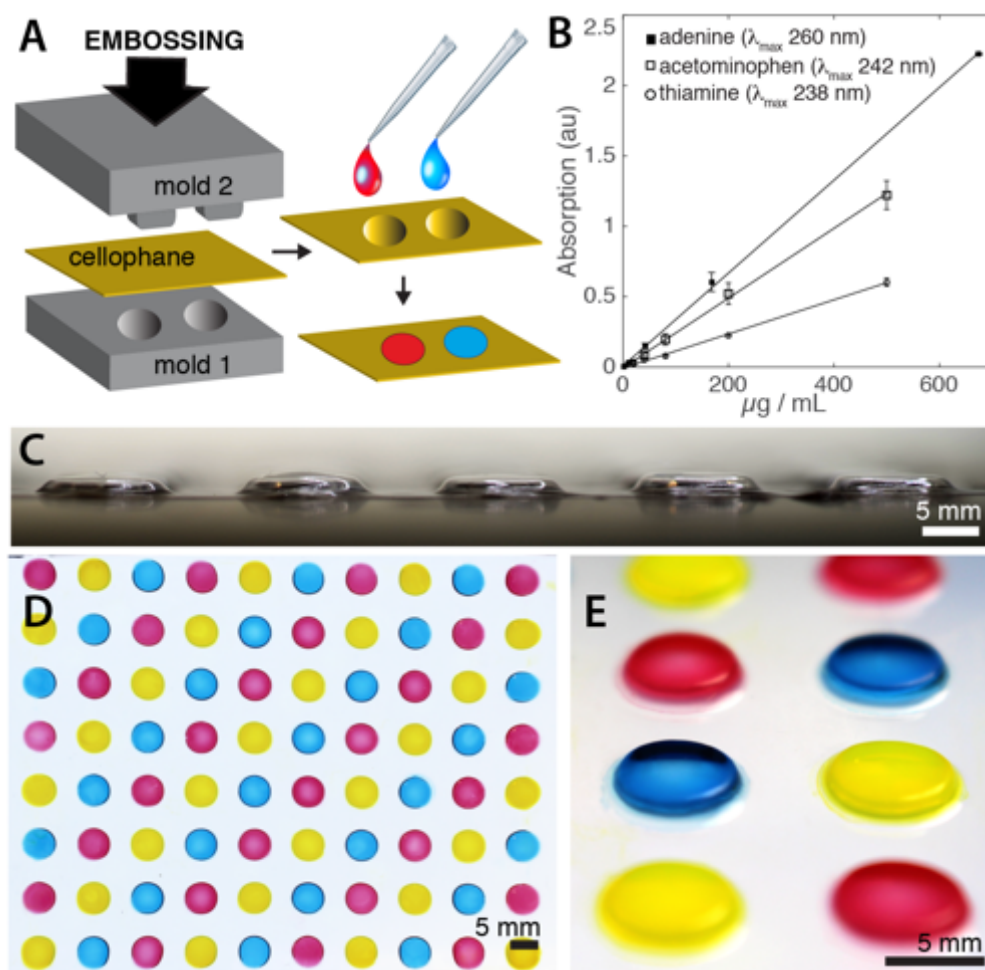 A
EMBOSSING
mold 2
cellophane
mold 1
B
Absorption (au)
2.5
2
1.5
1
0.5
0
0
200
400
600
µg / mL
adenine (λmax 260 nm)
acetominophen (λmax 242 nm)
thiamine (λmax 238 nm)
C
5 mm
D
5 mm
E
5 mm